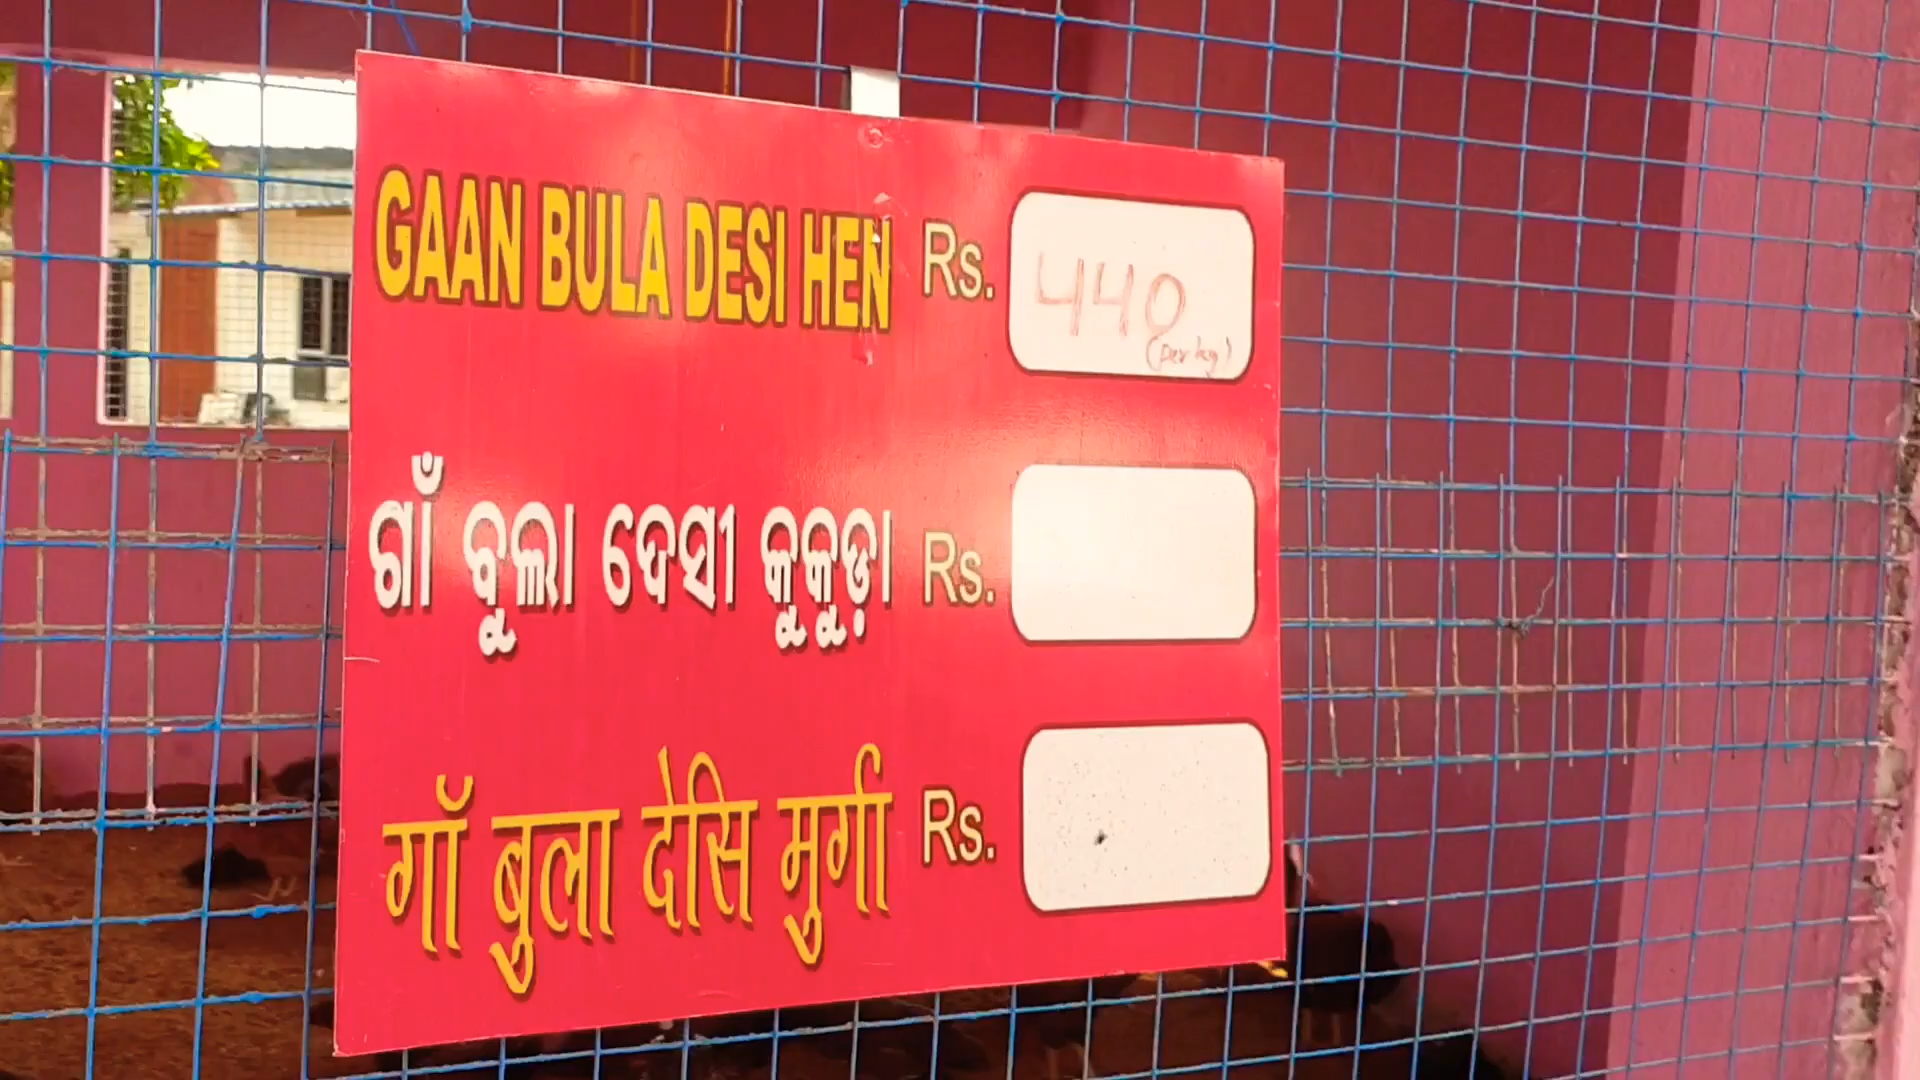 GAAN BULA DESI HEN Rs. 440
(per kg)
ଗାଁ ବୁଲା ଦେସୀ କୁକୁଡ଼ା Rs.
गाँ बुला देसि मुर्गी Rs.